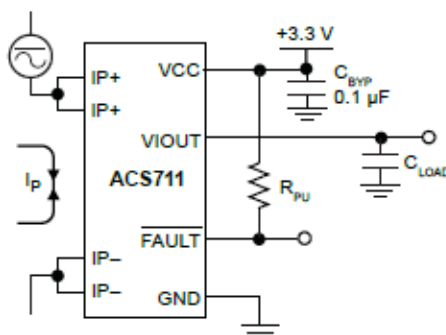 +3.3 V
IP+
IP+
VCC
CBYP
0.1 µF
VIOUT
CLOAD
IP
ACS711
RPU
FAULT
IP–
IP–
GND